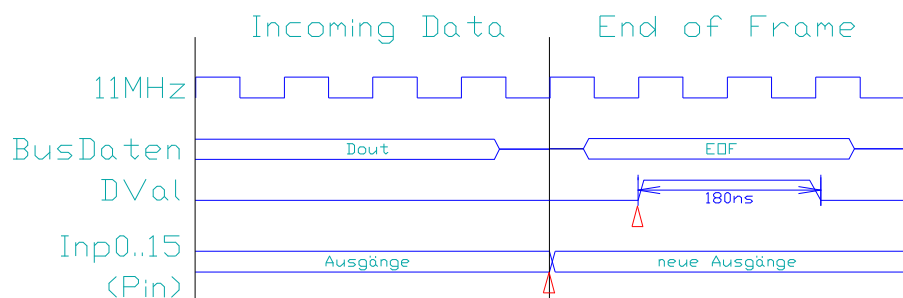 Incoming Data
End of Frame
11MHz
BusDaten
Dout
EOF
DVal
180ns
Inp0..15
Ausgänge
neue Ausgänge
(Pin)